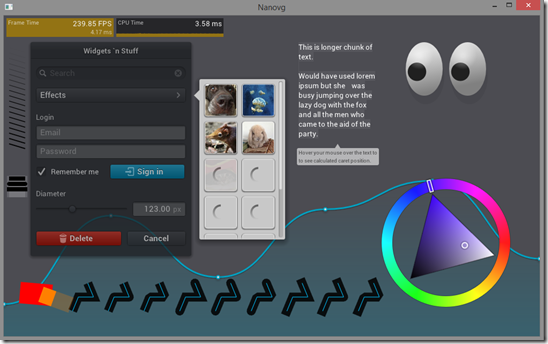 Nanovg
Frame Time
239.85 FPS
4.17 ms
CPU Time
3.58 ms
Widgets `n Stuff
Search
Effects
Login
Email
Password
Remember me
Sign in
Diameter
123.00 px
Delete
Cancel
This is longer chunk of
text.
Would have used lorem
ipsum but she was
busy jumping over the
lazy dog with the fox
and all the men who
came to the aid of the
party.
Hover your mouse over the text to
to see calculated caret position.